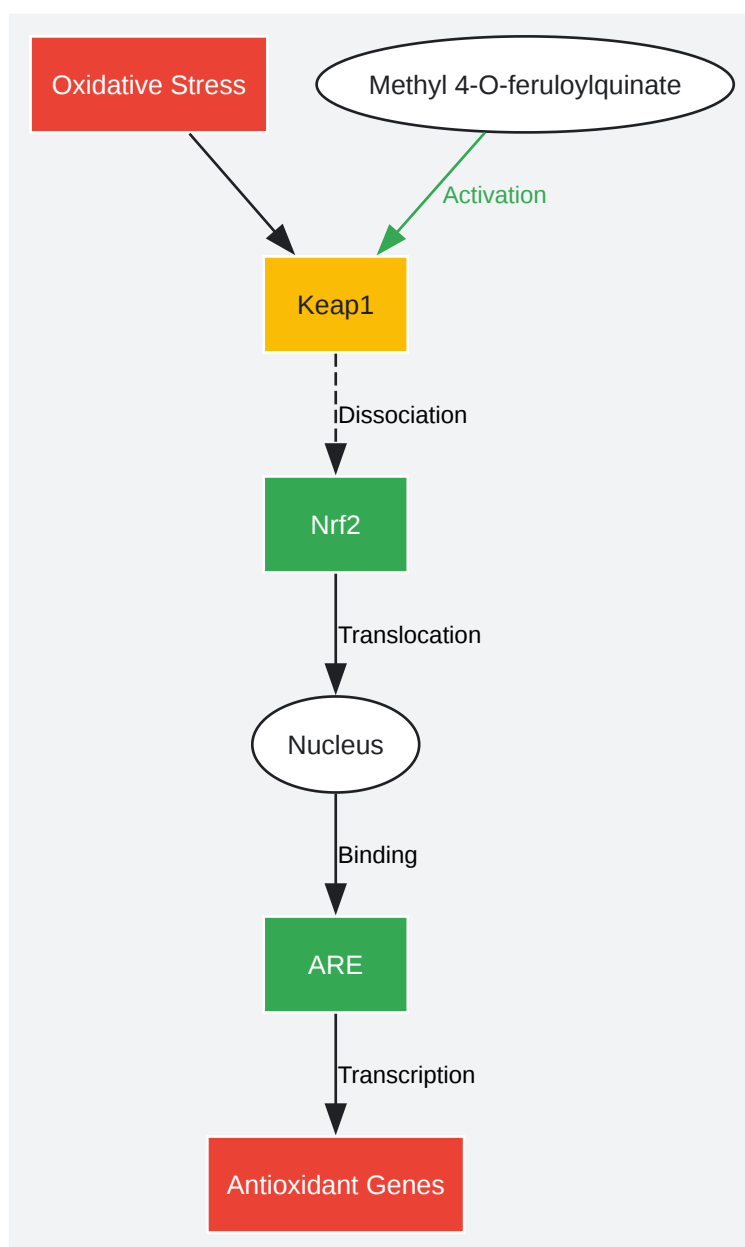 Oxidative Stress
Methyl 4-O-feruloylquinate
Activation
Keap1
Dissociation
Nrf2
Translocation
Nucleus
Binding
ARE
Transcription
Antioxidant Genes